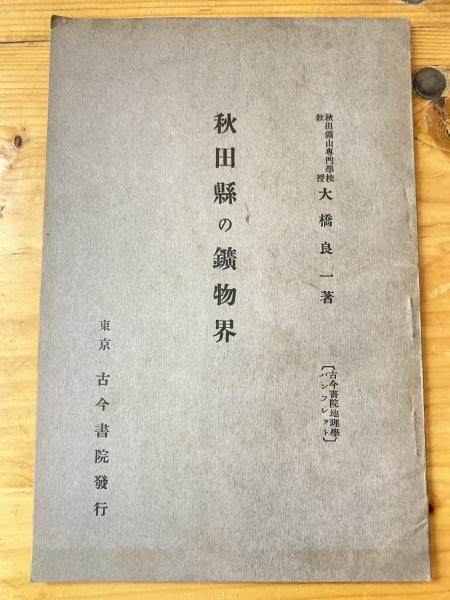 秋田鑛山專門學校
教授
大橋良一著
〔古今書院地理學
パンフレット〕
秋田縣の鑛物界
東京 古今書院發行